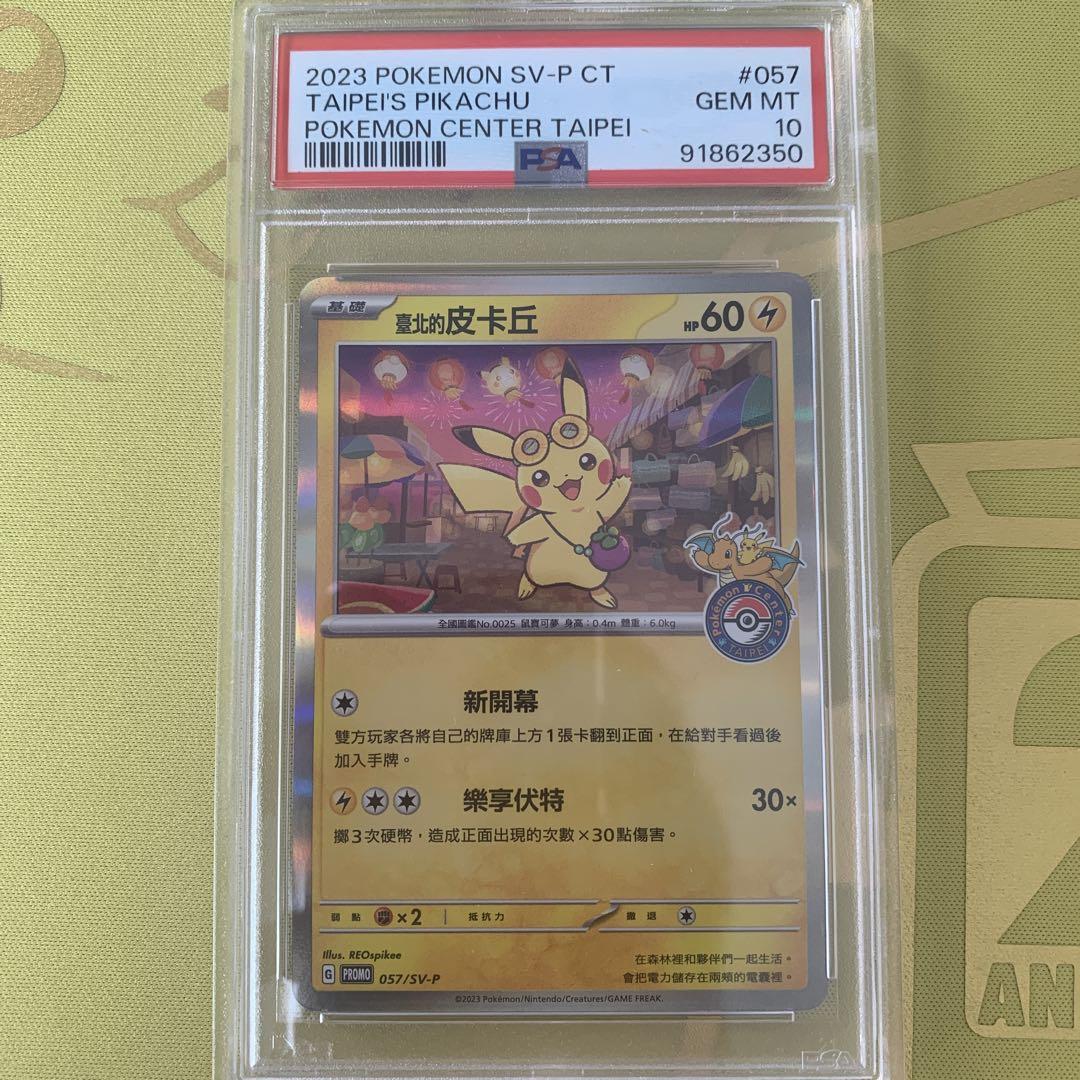 2023 POKEMON SV-P CT #057
TAIPEI'S PIKACHU GEM MT
POKEMON CENTER TAIPEI 10
PSA 91862350
基礎 臺北的皮卡丘 HP60
Pokémon Center
TAIPEI
全國圖鑑No.0025 鼠寶可夢 身高:0.4m 體重:6.0kg
新開幕
雙方玩家各將自己的牌庫上方1張卡翻到正面,在給對手看過後
加入手牌。
樂享伏特 30×
擲3次硬幣,造成正面出現的次數×30點傷害。
弱點 ×2 抵抗力 撤退
Illus. REOspikee
G PROMO 057/SV-P
在森林裡和夥伴們一起生活。
會把電力儲存在兩頰的電囊裡。
©2023 Pokémon/Nintendo/Creatures/GAME FREAK.
PSA
AN